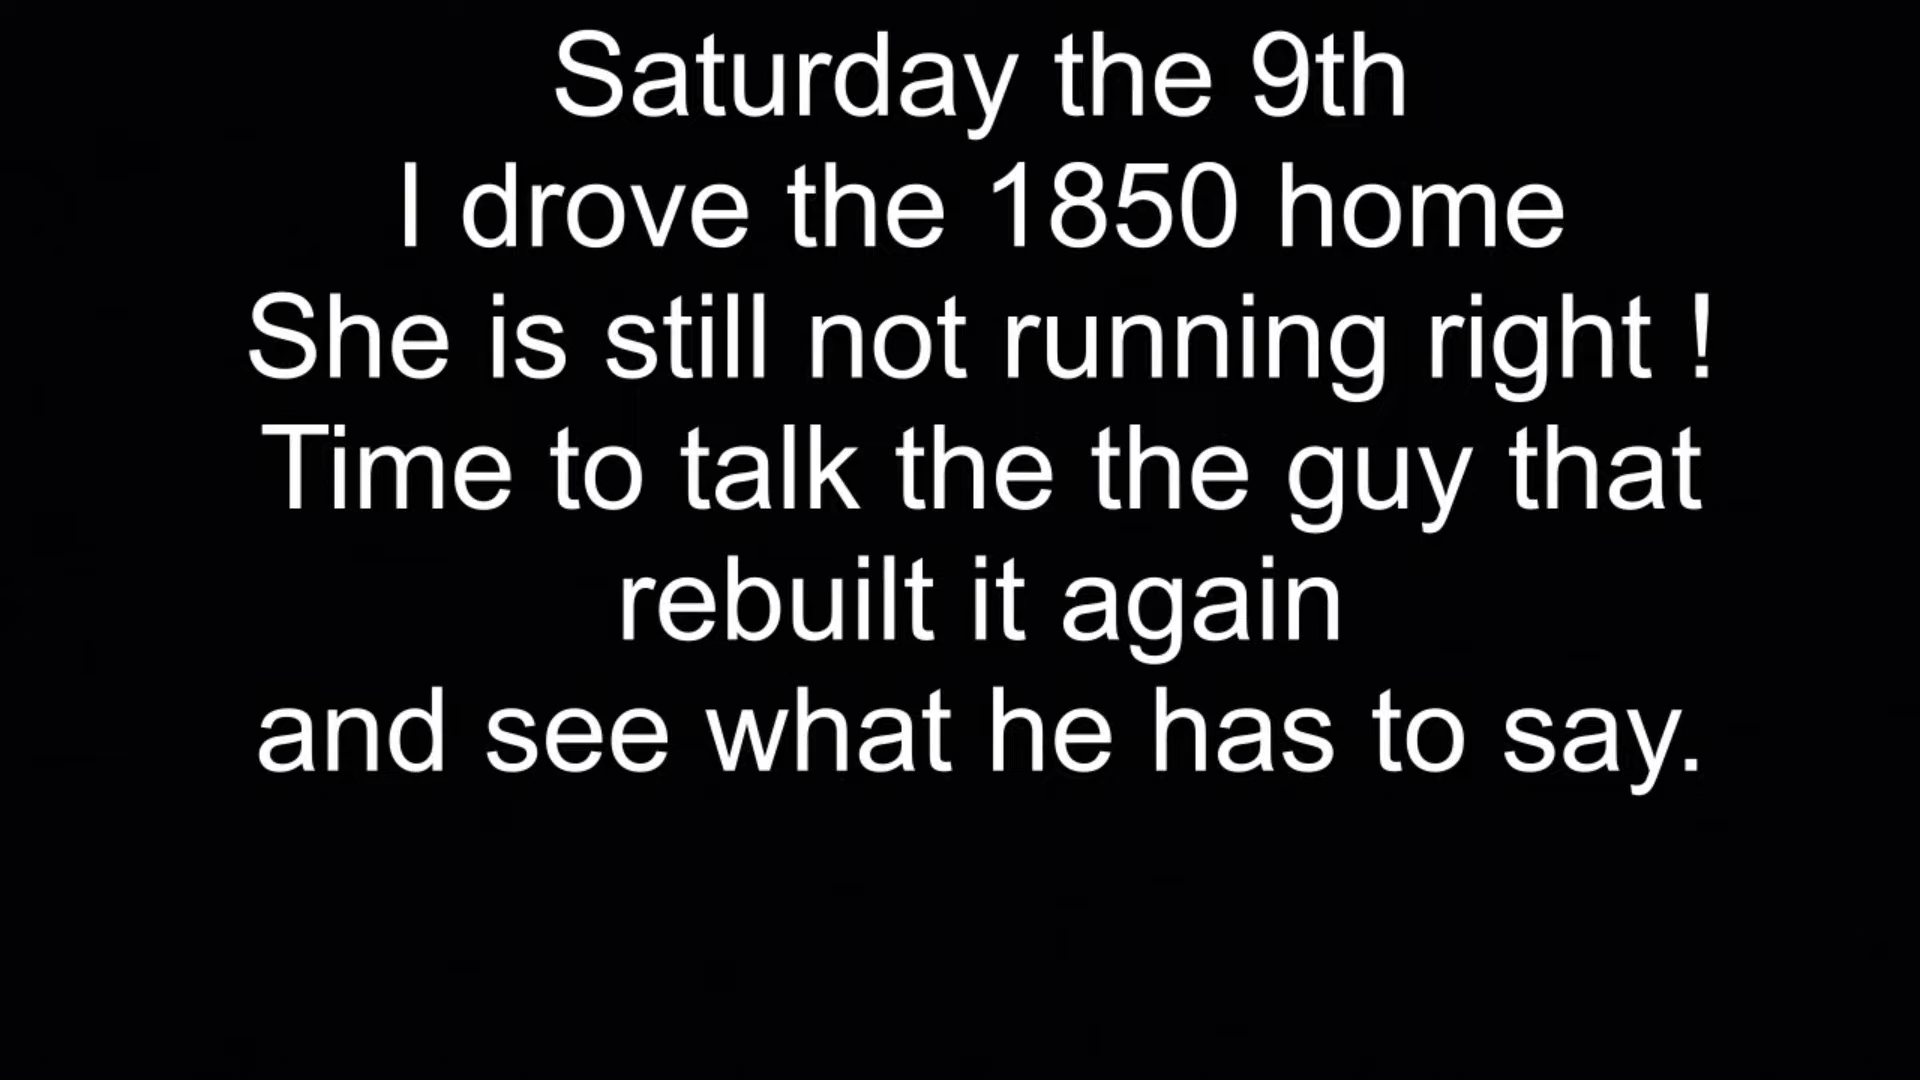 Saturday the 9th
I drove the 1850 home
She is still not running right !
Time to talk the the guy that
rebuilt it again
and see what he has to say.